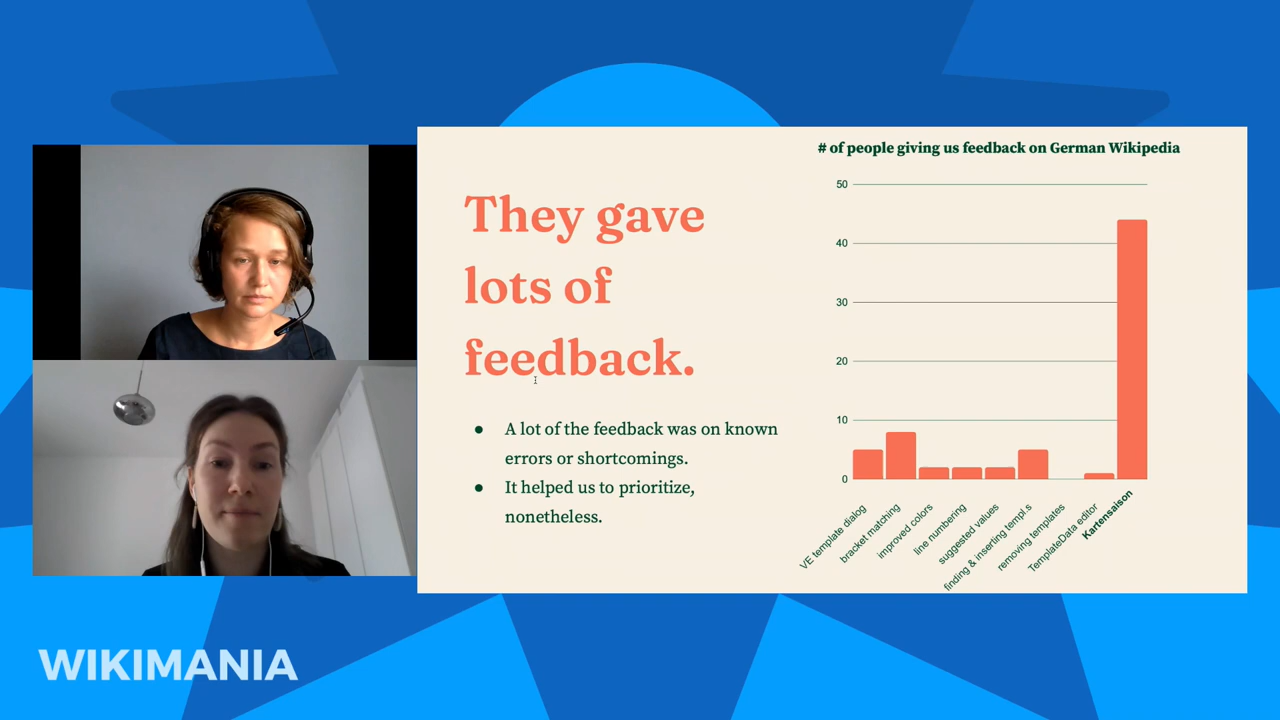 They gave
lots of
feedback.
● A lot of the feedback was on known
errors or shortcomings.
● It helped us to prioritize,
nonetheless.
# of people giving us feedback on German Wikipedia
50
40
30
20
10
0
VE template dialog
bracket matching
improved colors
line numbering
suggested values
finding & inserting templ.s
removing templates
TemplateData editor
Kartensaison
WIKIMANIA